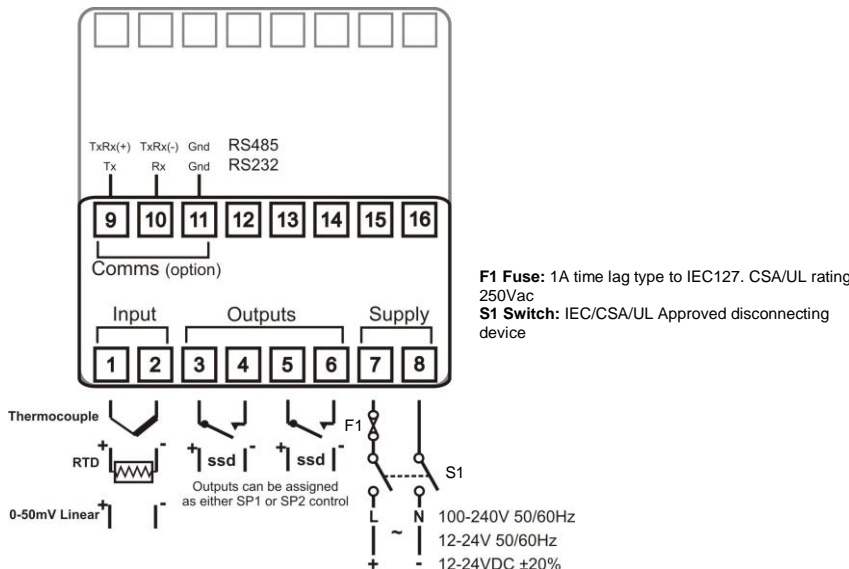 TxRx(+) TxRx(-) Gnd RS485
Tx Rx Gnd RS232
9 10 11 12 13 14 15 16
Comms (option)
F1 Fuse: 1A time lag type to IEC127. CSA/UL rating
250Vac
S1 Switch: IEC/CSA/UL Approved disconnecting
device
Input Outputs Supply
1 2 3 4 5 6 7 8
Thermocouple
F1
+ - + ssd - + ssd -
RTD
S1
Outputs can be assigned
as either SP1 or SP2 control
+ -
0-50mV Linear
L N 100-240V 50/60Hz
~ 12-24V 50/60Hz
+ - 12-24VDC ±20%